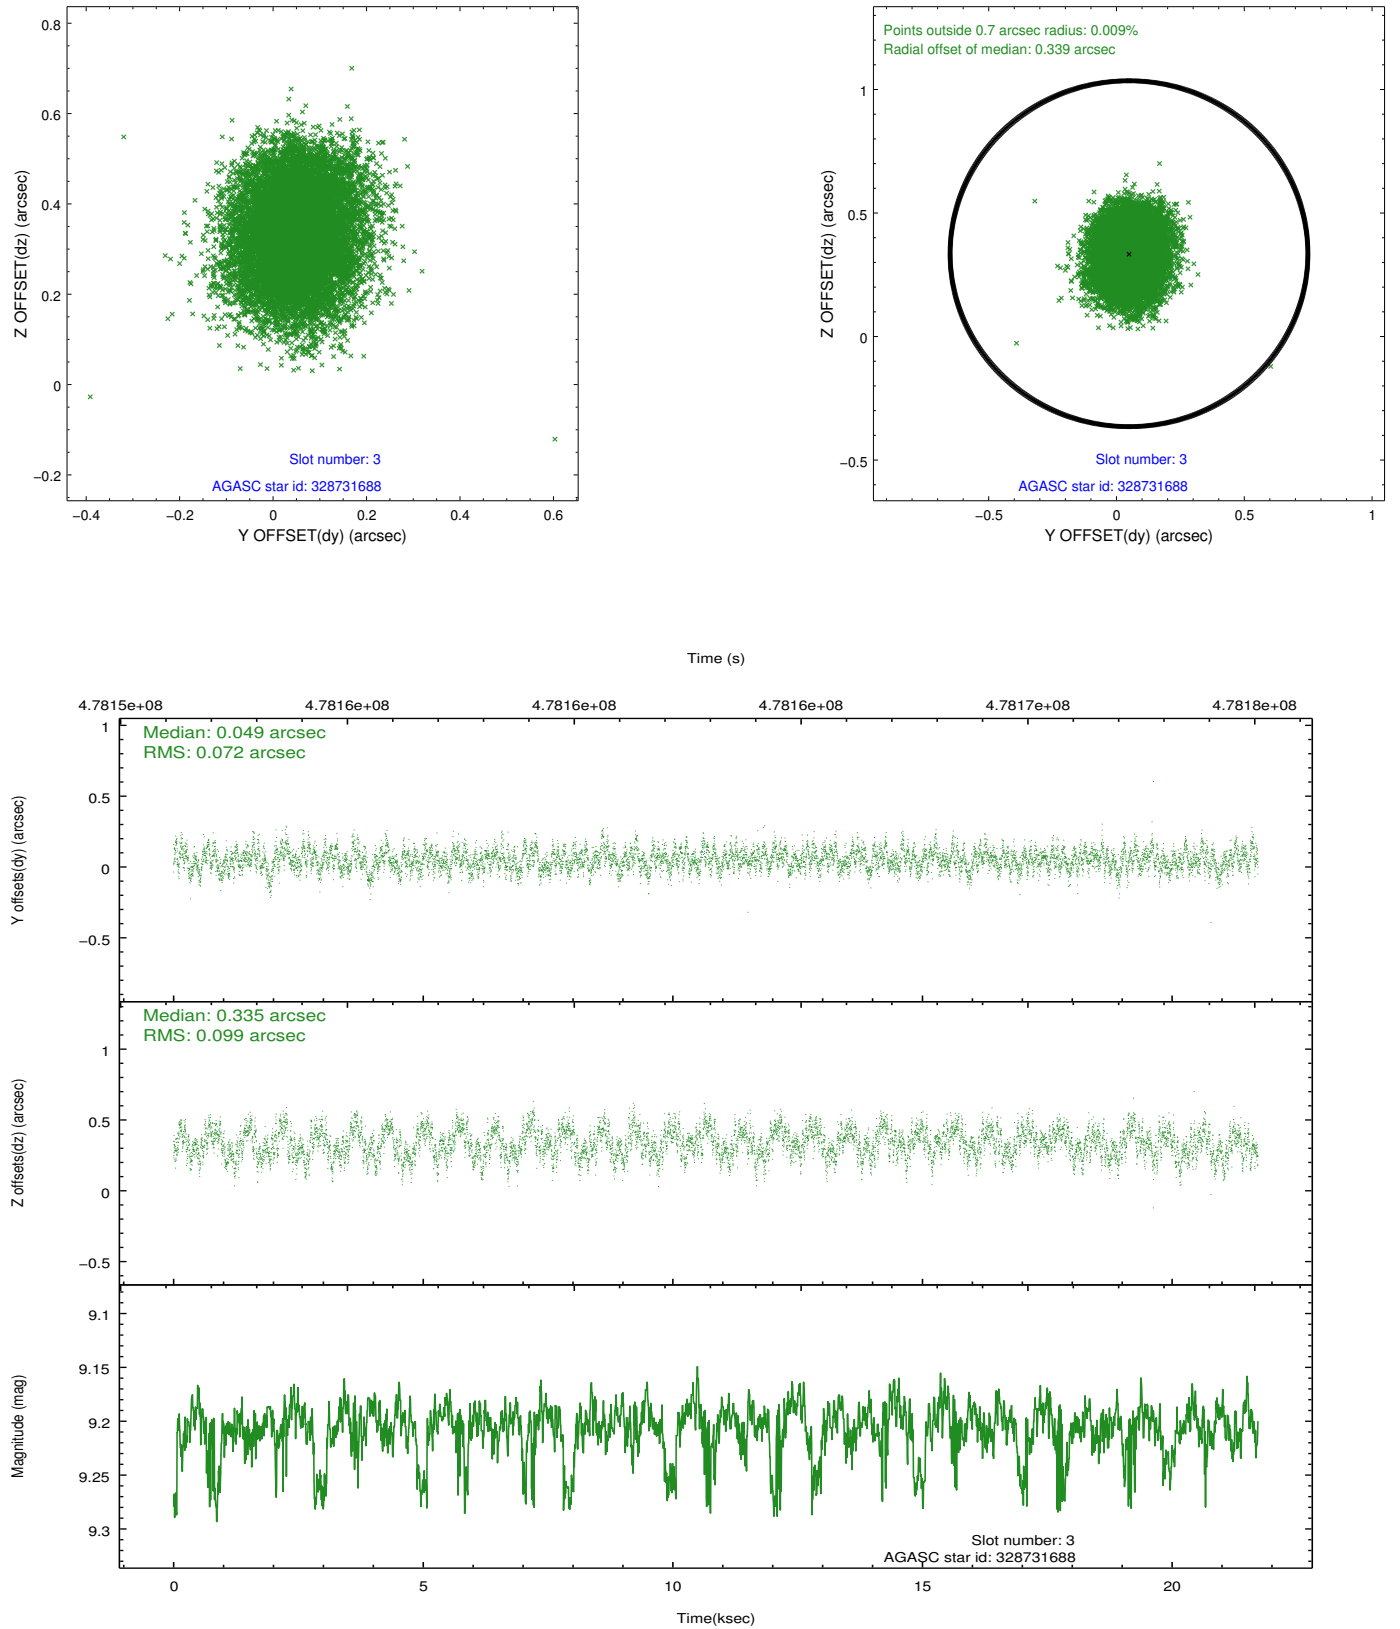 0.8
0.6
0.4
0.2
0
−0.2
Z OFFSET(dz) (arcsec)
Slot number: 3
AGASC star id: 328731688
−0.4
−0.2
0
0.2
0.4
0.6
Y OFFSET(dy) (arcsec)
Points outside 0.7 arcsec radius: 0.009%
Radial offset of median: 0.339 arcsec
1
0.5
0
−0.5
Z OFFSET(dz) (arcsec)
Slot number: 3
AGASC star id: 328731688
−0.5
0
0.5
1
Y OFFSET(dy) (arcsec)
Time (s)
4.7815e+08
4.7816e+08
4.7816e+08
4.7816e+08
4.7817e+08
4.7818e+08
Median: 0.049 arcsec
RMS: 0.072 arcsec
1
0.5
0
−0.5
Y offsets(dy) (arcsec)
Median: 0.335 arcsec
RMS: 0.099 arcsec
1
0.5
0
−0.5
Z offsets(dz) (arcsec)
9.1
9.15
9.2
9.25
9.3
Magnitude (mag)
Slot number: 3
AGASC star id: 328731688
0
5
10
15
20
Time(ksec)